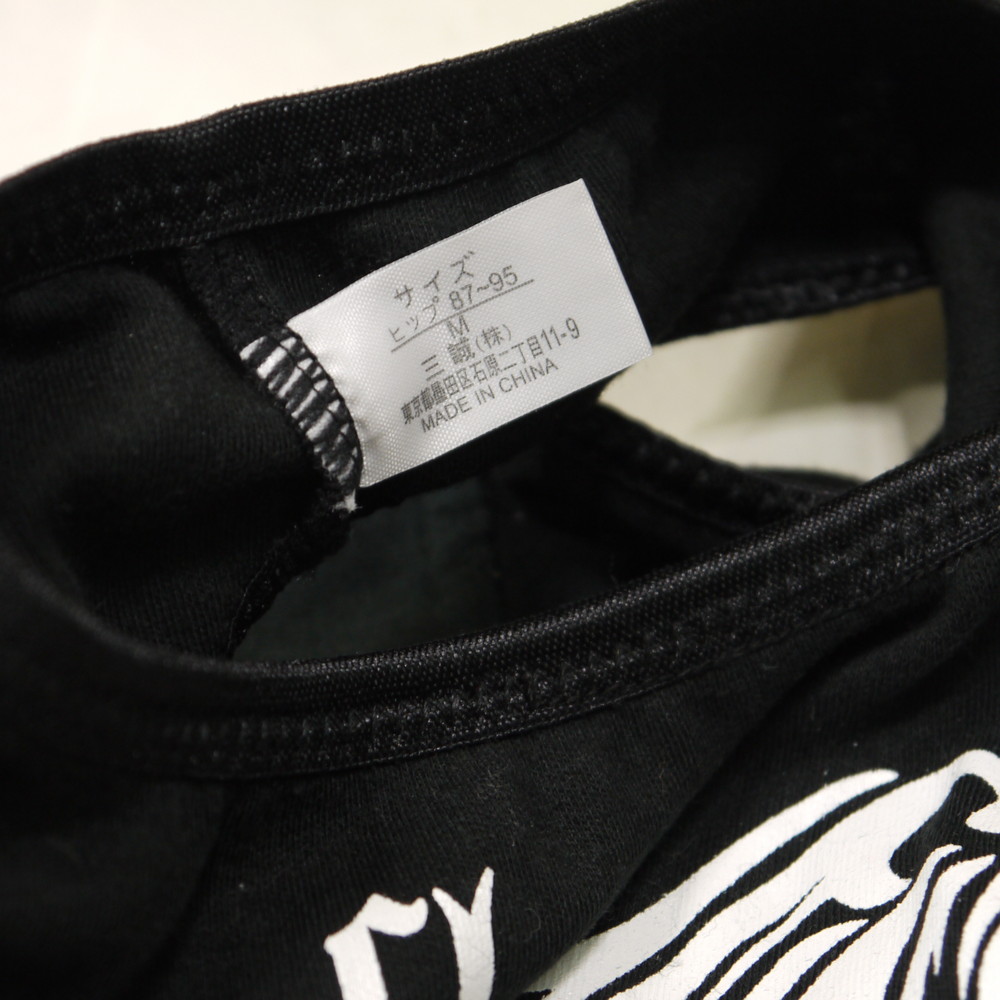 サイズ
ヒップ 87~95
M
三誠(株)
東京都墨田区石原二丁目11-9
MADE IN CHINA